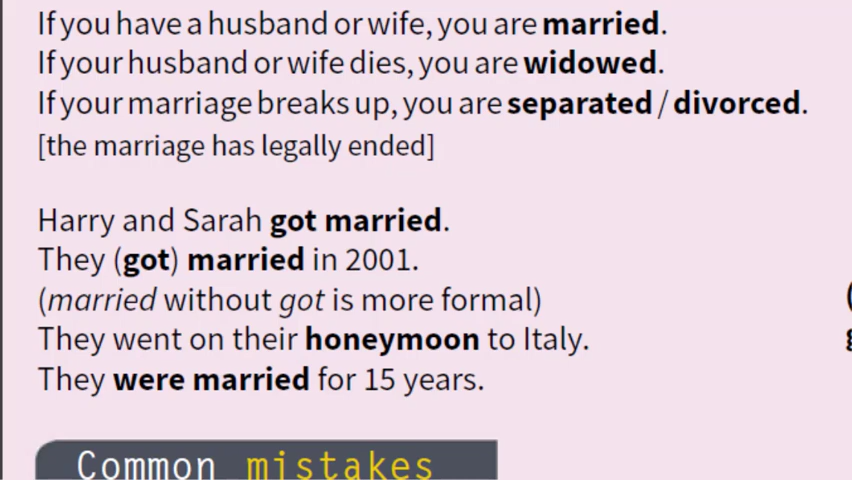 If you have a husband or wife, you are married.
If your husband or wife dies, you are widowed.
If your marriage breaks up, you are separated / divorced.
[the marriage has legally ended]
Harry and Sarah got married.
They (got) married in 2001.
(married without got is more formal)
They went on their honeymoon to Italy.
They were married for 15 years.
Common mistakes